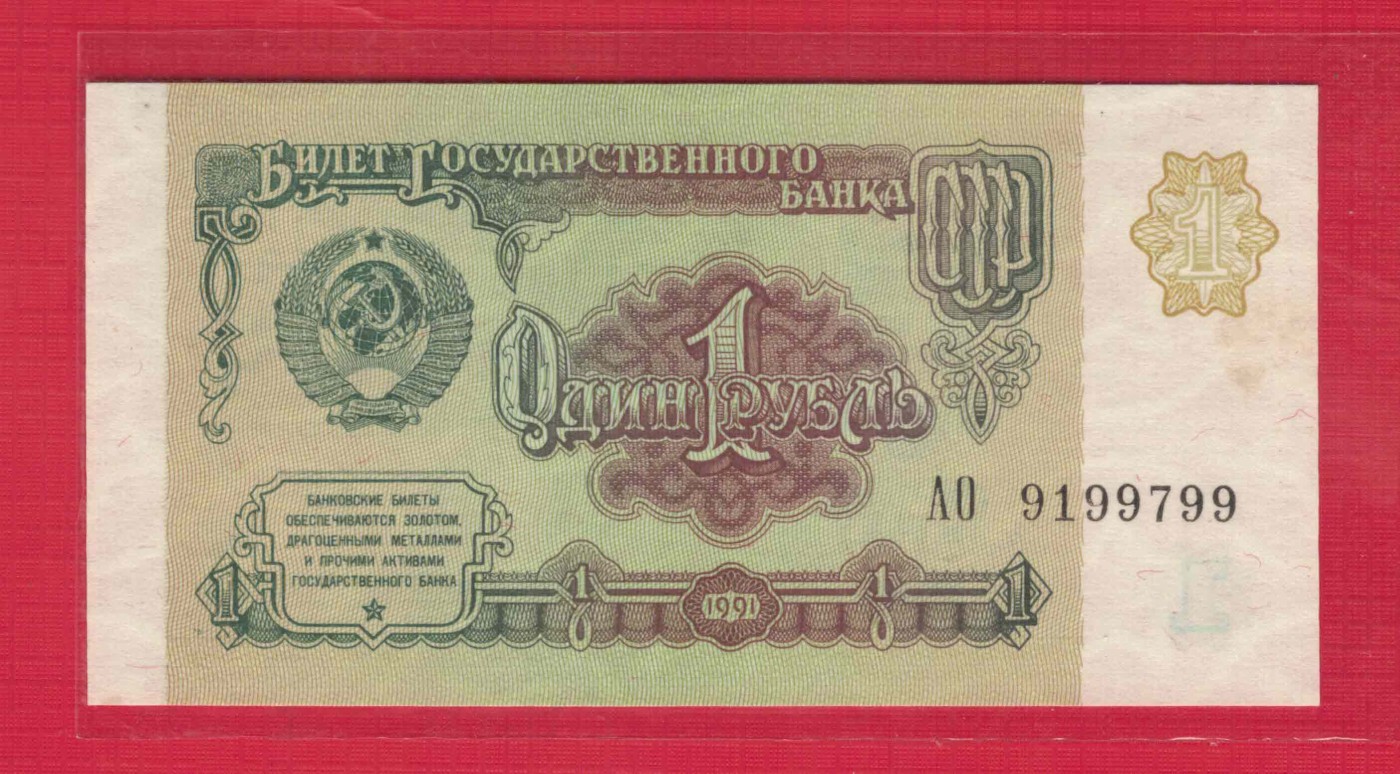 БИЛЕТ ГОСУДАРСТВЕННОГО
БАНКА
СССР
1
1
ОДИН РУБЛЬ
АО 9199799
БАНКОВСКИЕ БИЛЕТЫ
ОБЕСПЕЧИВАЮТСЯ ЗОЛОТОМ,
ДРАГОЦЕННЫМИ МЕТАЛЛАМИ
И ПРОЧИМИ АКТИВАМИ
ГОСУДАРСТВЕННОГО БАНКА
1 1 1991 1 1
1